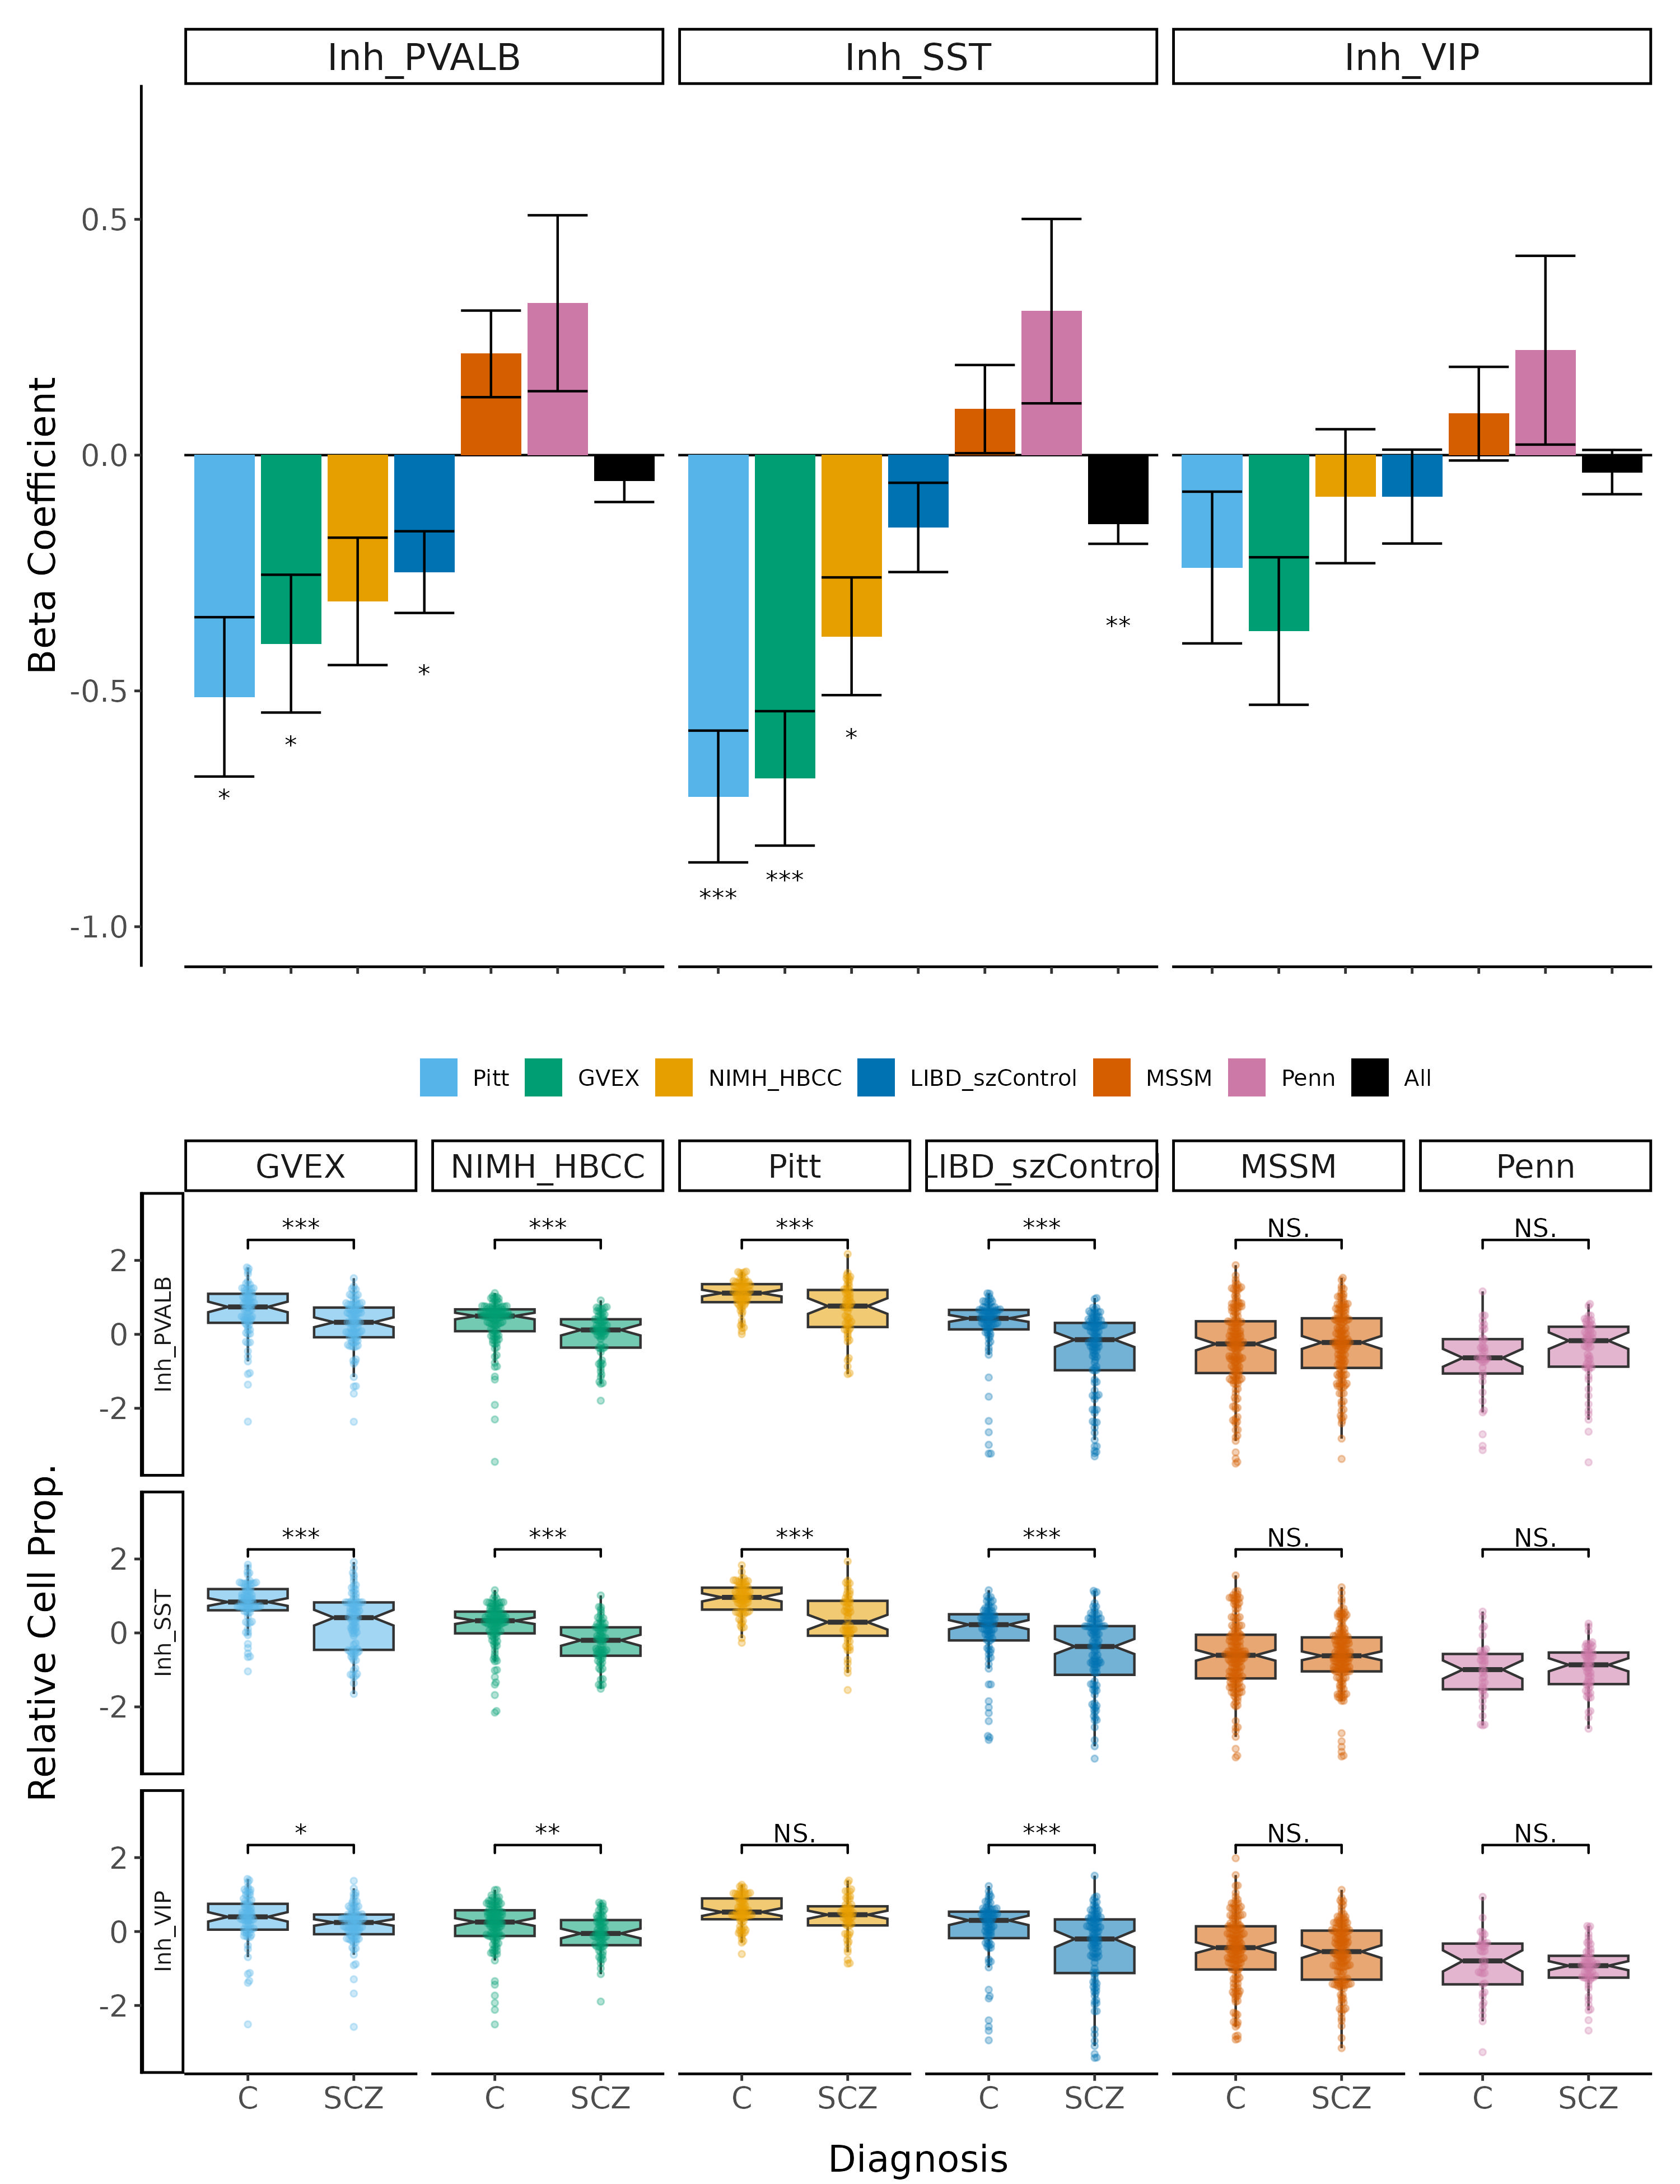 Inh_PVALB Inh_SST Inh_VIP
Beta Coefficient
0.5
0.0
-0.5
-1.0
* * *
*** *** * **
Pitt GVEX NIMH_HBCC LIBD_szControl MSSM Penn All
GVEX NIMH_HBCC Pitt LIBD_szControl MSSM Penn
Relative Cell Prop.
Inh_PVALB
2
0
-2
*** *** *** *** NS. NS.
Inh_SST
2
0
-2
*** *** *** *** NS. NS.
Inh_VIP
2
0
-2
* ** NS. *** NS. NS.
C SCZ C SCZ C SCZ C SCZ C SCZ C SCZ
Diagnosis